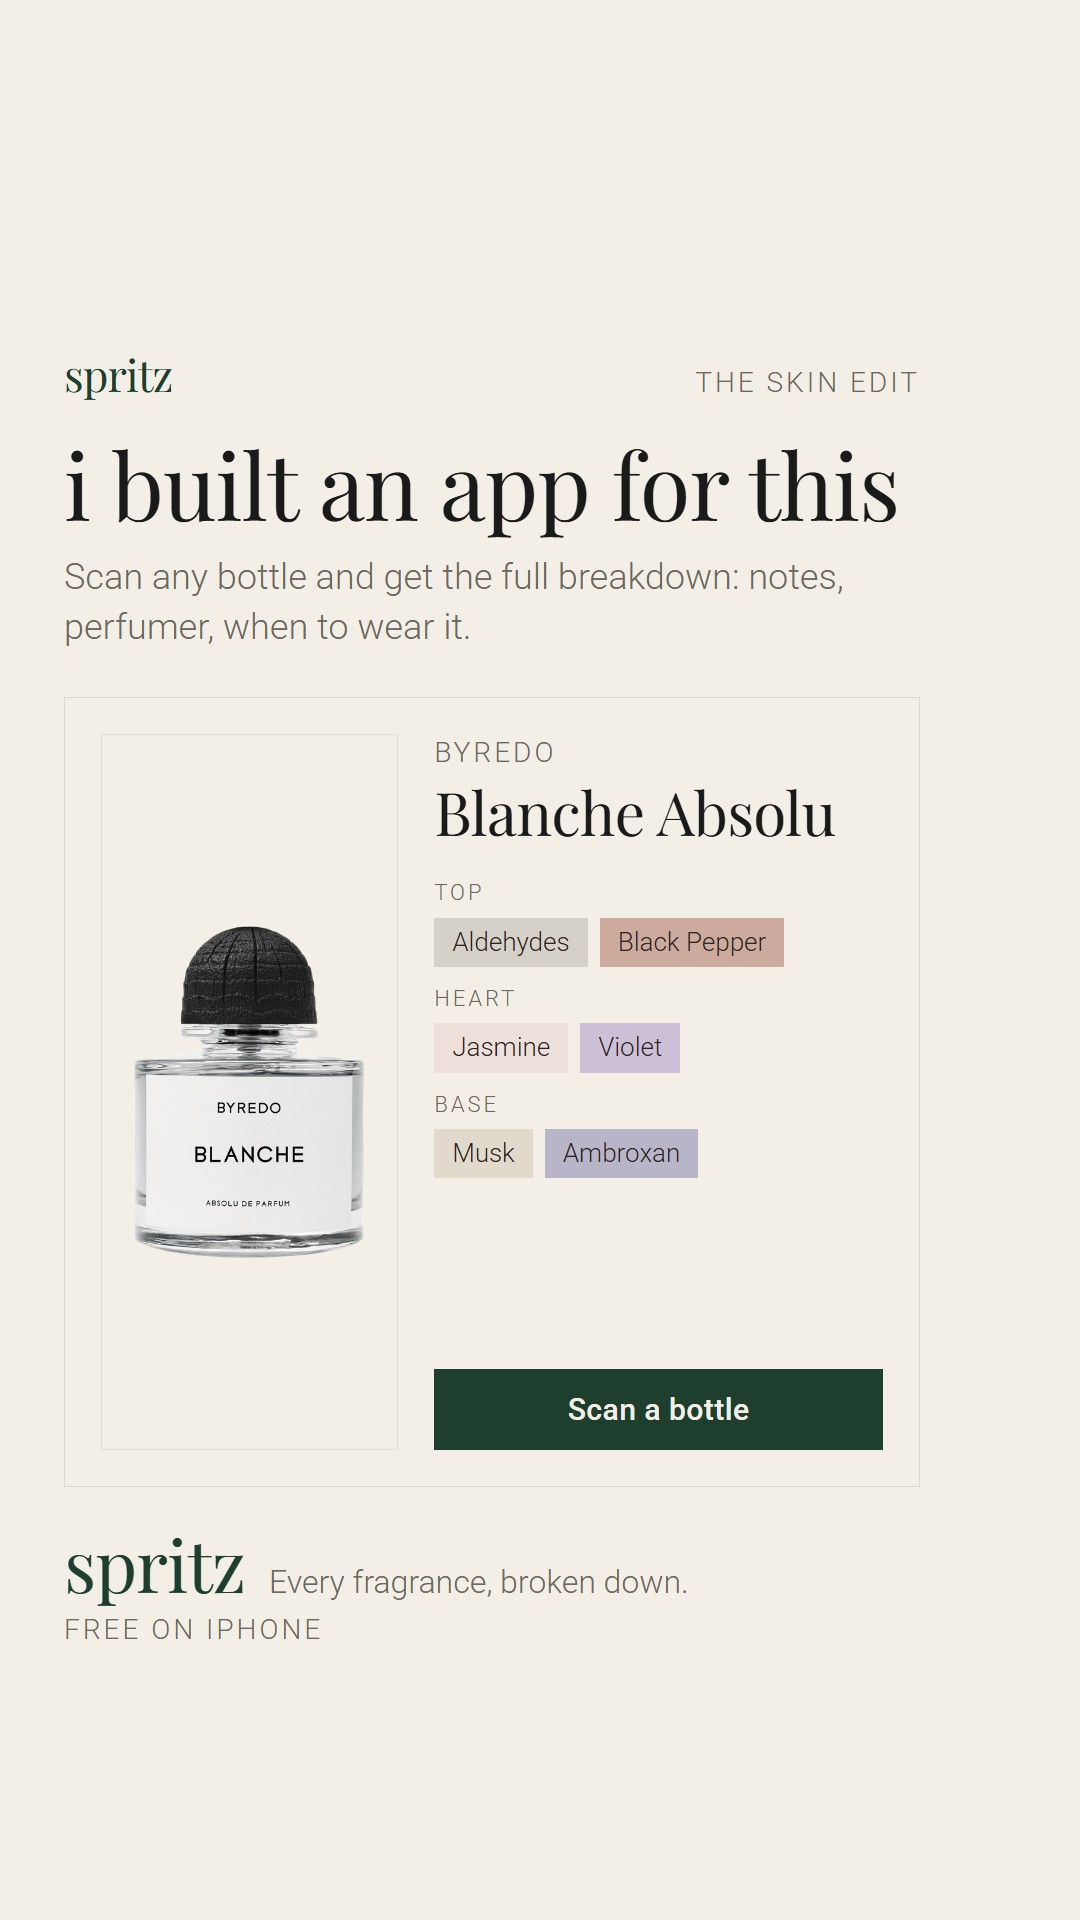 spritz
THE SKIN EDIT
i built an app for this
Scan any bottle and get the full breakdown: notes,
perfumer, when to wear it.
BYREDO
Blanche Absolu
TOP
Aldehydes
Black Pepper
HEART
Jasmine
Violet
BASE
Musk
Ambroxan
BYREDO
BLANCHE
ABSOLU DE PARFUM
Scan a bottle
spritz
Every fragrance, broken down.
FREE ON IPHONE